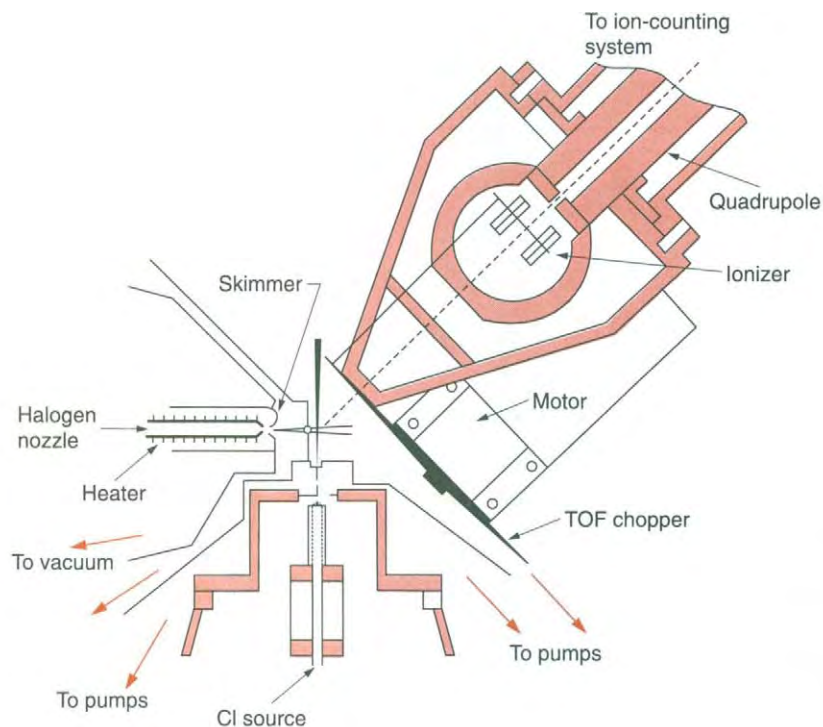 To ion-counting
system
Quadrupole
Ionizer
Skimmer
Motor
Halogen
nozzle
Heater
TOF chopper
To vacuum
To pumps
To pumps
Cl source